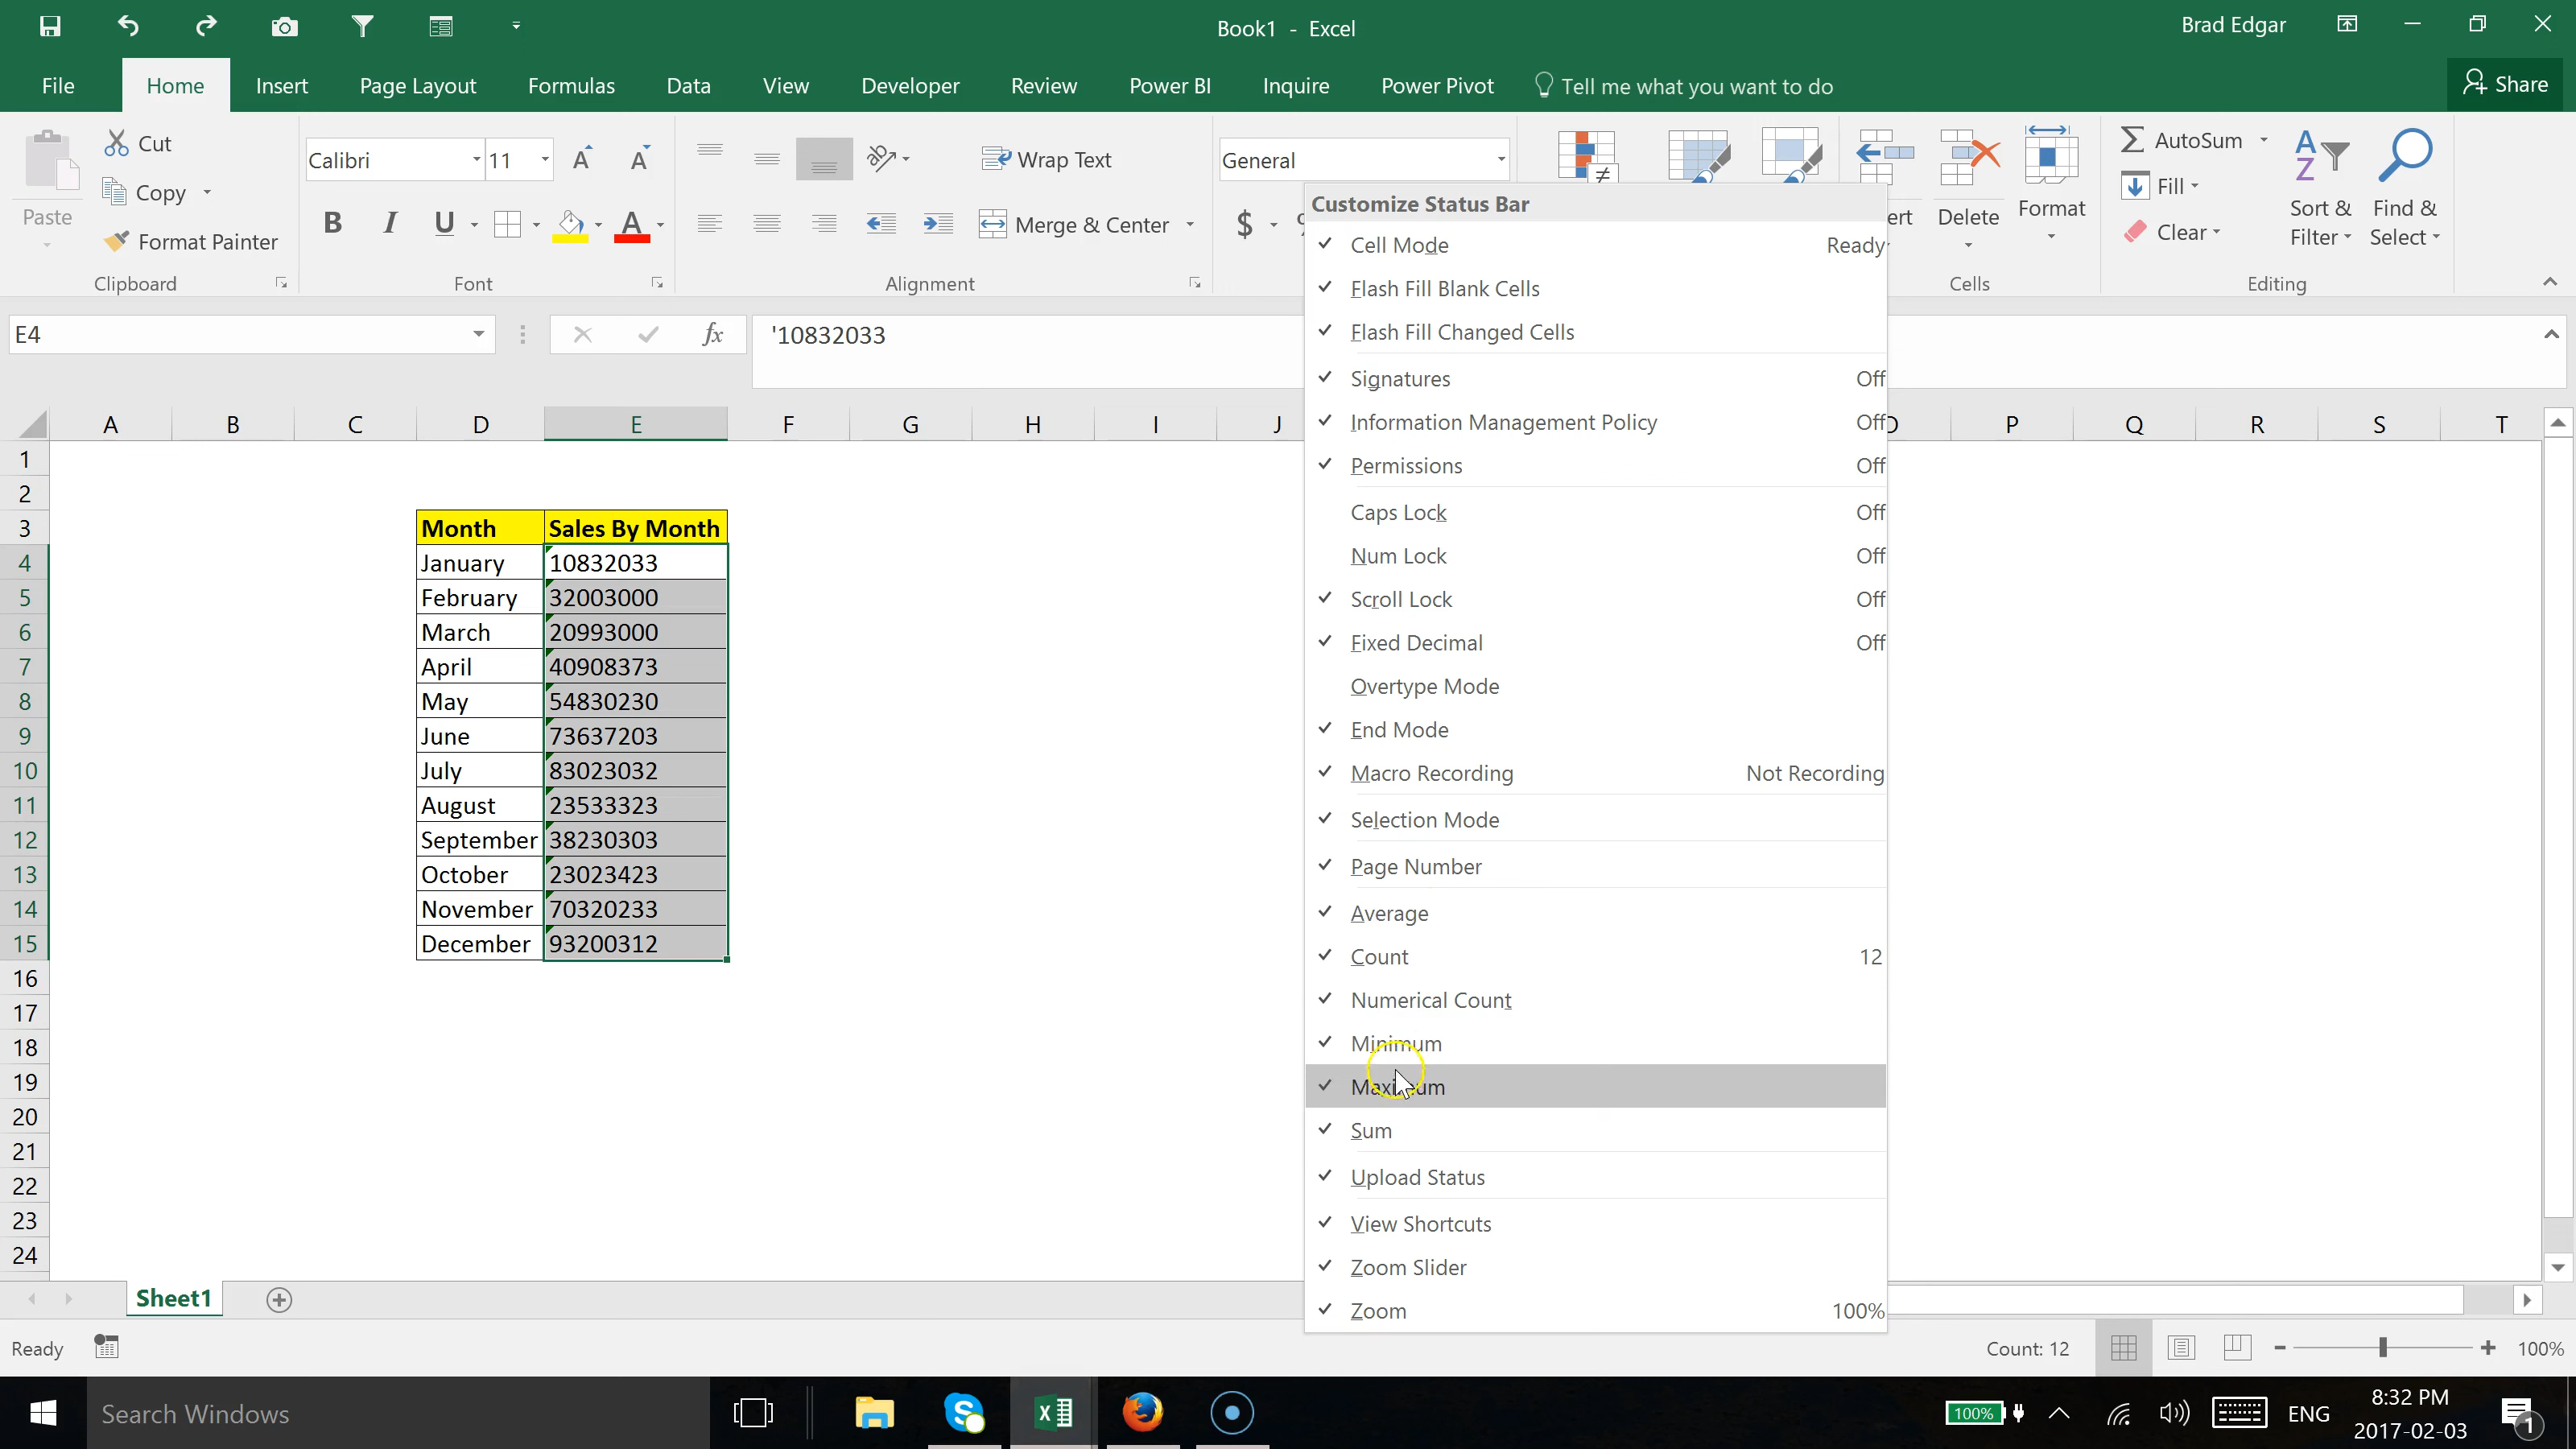 Book1 - Excel
Brad Edgar
File Home Insert Page Layout Formulas Data View Developer Review Power BI Inquire Power Pivot Tell me what you want to do Share
Paste
Cut
Copy
Format Painter
Clipboard
Calibri 11
B I U A
Font
Wrap Text
Merge & Center
Alignment
General
$
Delete
Format
Cells
AutoSum
Fill
Clear
Sort & Filter
Find & Select
Editing
E4
fx
'10832033
A B C D E F G H I J P Q R S T
1
2
3 Month Sales By Month
4 January 10832033
5 February 32003000
6 March 20993000
7 April 40908373
8 May 54830230
9 June 73637203
10 July 83023032
11 August 23533323
12 September 38230303
13 October 23023423
14 November 70320233
15 December 93200312
16
17
18
19
20
21
22
23
24
Customize Status Bar
Cell Mode Ready
Flash Fill Blank Cells
Flash Fill Changed Cells
Signatures Off
Information Management Policy Off
Permissions Off
Caps Lock Off
Num Lock Off
Scroll Lock Off
Fixed Decimal Off
Overtype Mode
End Mode
Macro Recording Not Recording
Selection Mode
Page Number
Average
Count 12
Numerical Count
Minimum
Maximum
Sum
Upload Status
View Shortcuts
Zoom Slider
Zoom 100%
Sheet1
Ready
Count: 12
100%
Search Windows
100%
ENG
8:32 PM
2017-02-03
1